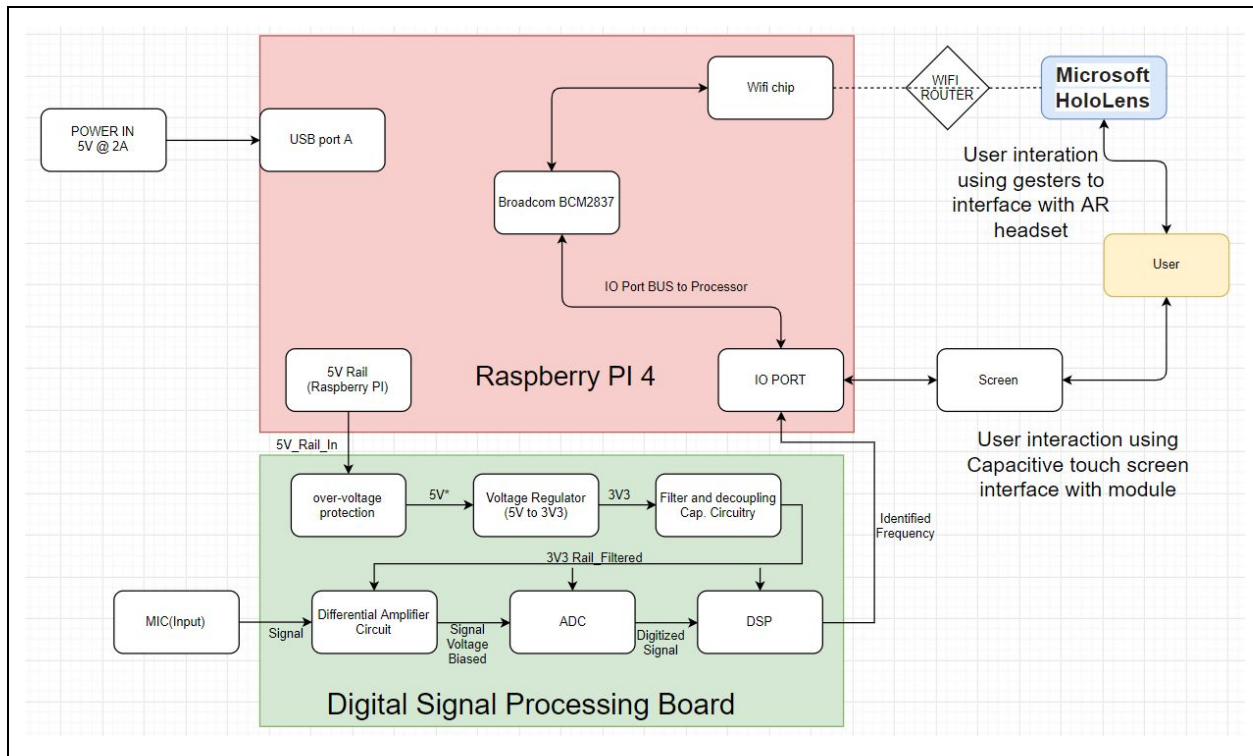 POWER IN
5V @ 2A
USB port A
Wifi chip
WIFI
ROUTER
Microsoft
HoloLens
Broadcom BCM2837
User interation
using gesters to
interface with AR
headset
User
IO Port BUS to Processor
5V Rail
(Raspberry PI)
Raspberry PI 4
IO PORT
Screen
5V_Rail_In
User interaction using
Capacitive touch screen
interface with module
over-voltage
protection
5V*
Voltage Regulator
(5V to 3V3)
3V3
Filter and decoupling
Cap. Circuitry
Identified
Frequency
3V3 Rail_Filtered
MIC(Input)
Signal
Differential Amplifier
Circuit
Signal
Voltage
Biased
ADC
Digitized
Signal
DSP
Digital Signal Processing Board